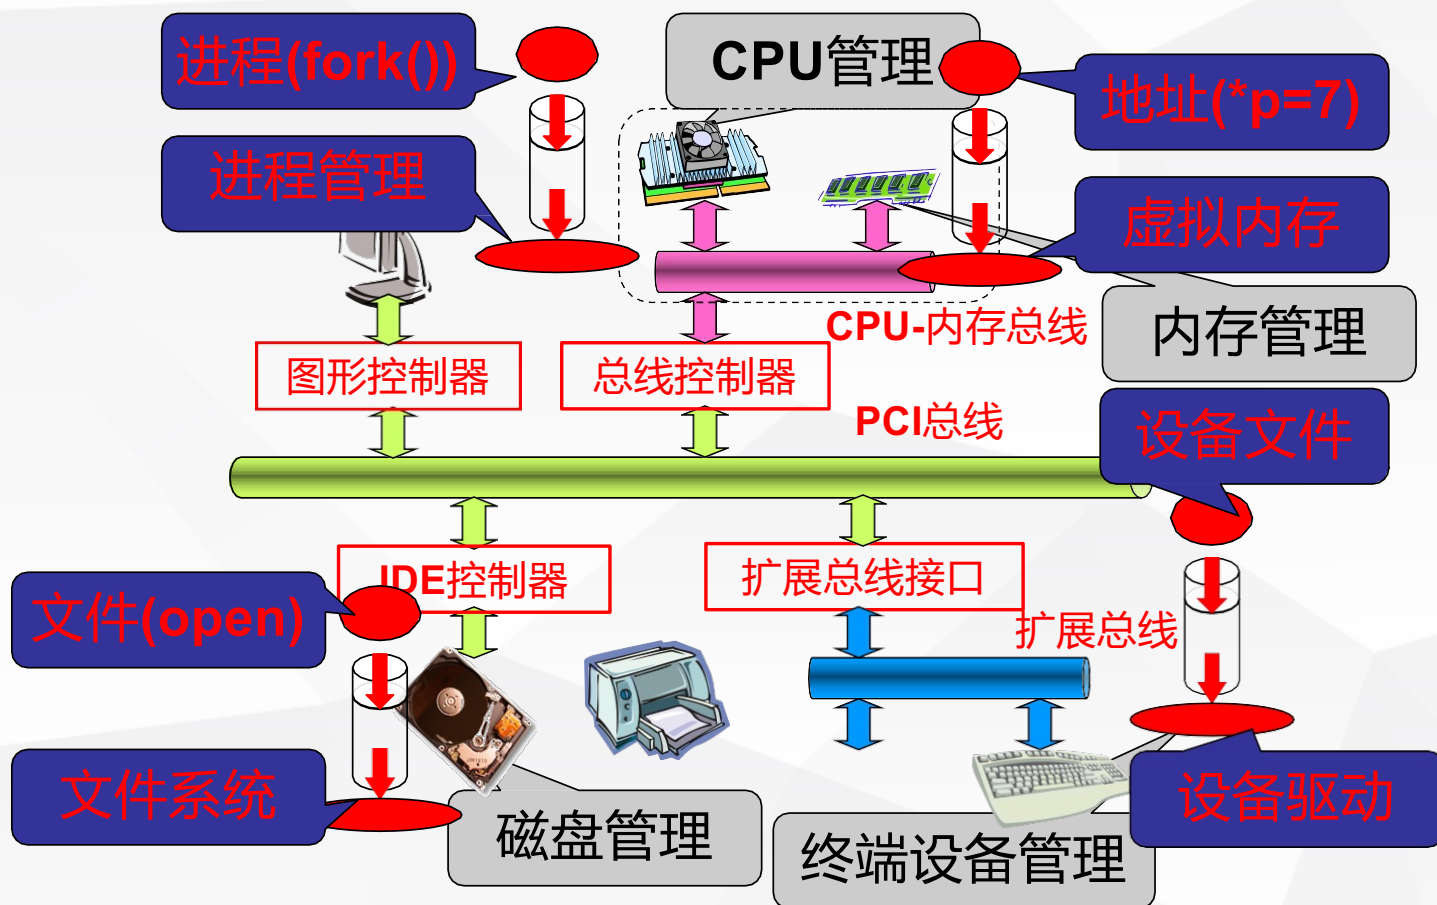 进程(fork())
CPU管理
地址(*p=7)
进程管理
虚拟内存
CPU-内存总线
内存管理
图形控制器
总线控制器
PCI总线
设备文件
IDE控制器
扩展总线接口
文件(open)
扩展总线
文件系统
磁盘管理
设备驱动
终端设备管理